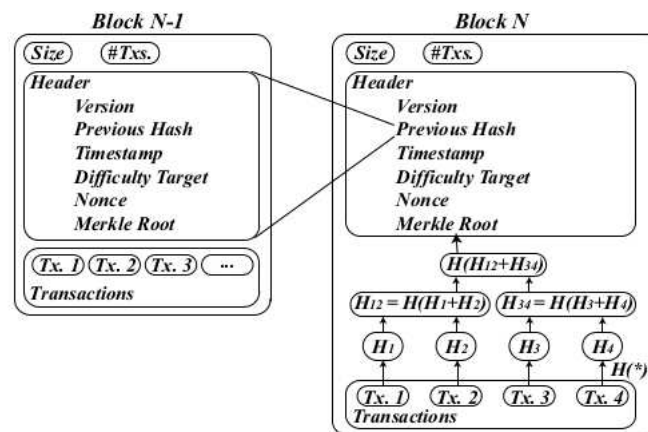 Block N-1
Size #Txs.
Header
Version
Previous Hash
Timestamp
Difficulty Target
Nonce
Merkle Root
Tx. 1 Tx. 2 Tx. 3 ...
Transactions
Block N
Size #Txs.
Header
Version
Previous Hash
Timestamp
Difficulty Target
Nonce
Merkle Root
H(H12+H34)
H12 = H(H1+H2) H34 = H(H3+H4)
H1 H2 H3 H4
H(*)
Tx. 1 Tx. 2 Tx. 3 Tx. 4
Transactions